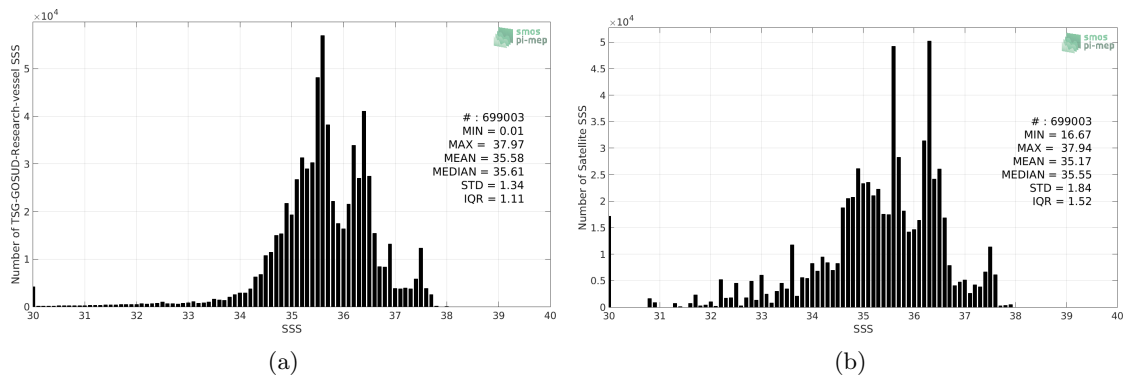 ×10⁴
smos
pi-mep
Number of TSG-GOSUD-Research-vessel SSS
5
4
3
2
1
0
# : 699003
MIN = 0.01
MAX = 37.97
MEAN = 35.58
MEDIAN = 35.61
STD = 1.34
IQR = 1.11
30 31 32 33 34 35 36 37 38 39 40
SSS
(a)
×10⁴
smos
pi-mep
Number of Satellite SSS
5
4.5
4
3.5
3
2.5
2
1.5
1
0.5
0
# : 699003
MIN = 16.67
MAX = 37.94
MEAN = 35.17
MEDIAN = 35.55
STD = 1.84
IQR = 1.52
30 31 32 33 34 35 36 37 38 39 40
SSS
(b)